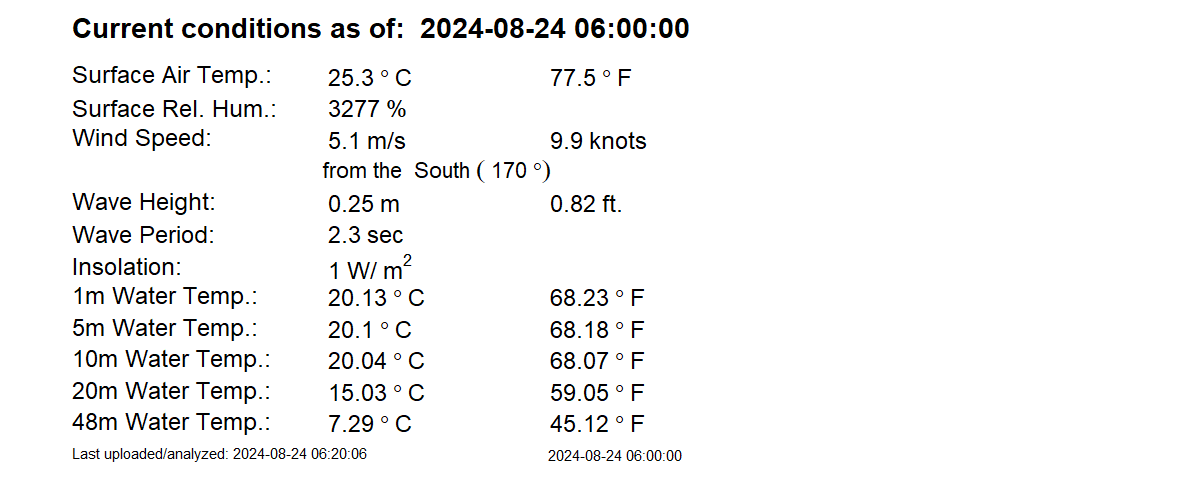 Current conditions as of:  2024-08-24 06:00:00
Surface Air Temp.: 25.3 ° C 77.5 ° F
Surface Rel. Hum.: 3277 %
Wind Speed: 5.1 m/s 9.9 knots
from the  South ( 170 °)
Wave Height: 0.25 m 0.82 ft.
Wave Period: 2.3 sec
Insolation: 1 W/ m²
1m Water Temp.: 20.13 ° C 68.23 ° F
5m Water Temp.: 20.1 ° C 68.18 ° F
10m Water Temp.: 20.04 ° C 68.07 ° F
20m Water Temp.: 15.03 ° C 59.05 ° F
48m Water Temp.: 7.29 ° C 45.12 ° F
Last uploaded/analyzed: 2024-08-24 06:20:06 2024-08-24 06:00:00